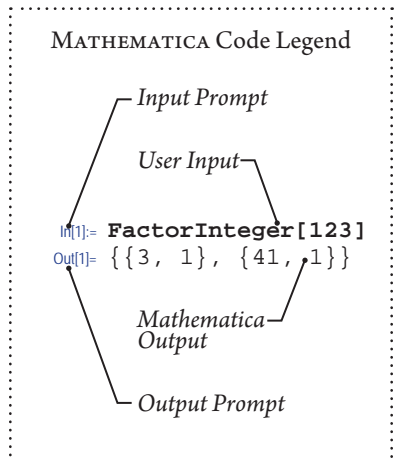 MATHEMATICA Code Legend
Input Prompt
User Input
In[1]:= FactorInteger[123]
Out[1]= {{3, 1}, {41, 1}}
Mathematica
Output
Output Prompt